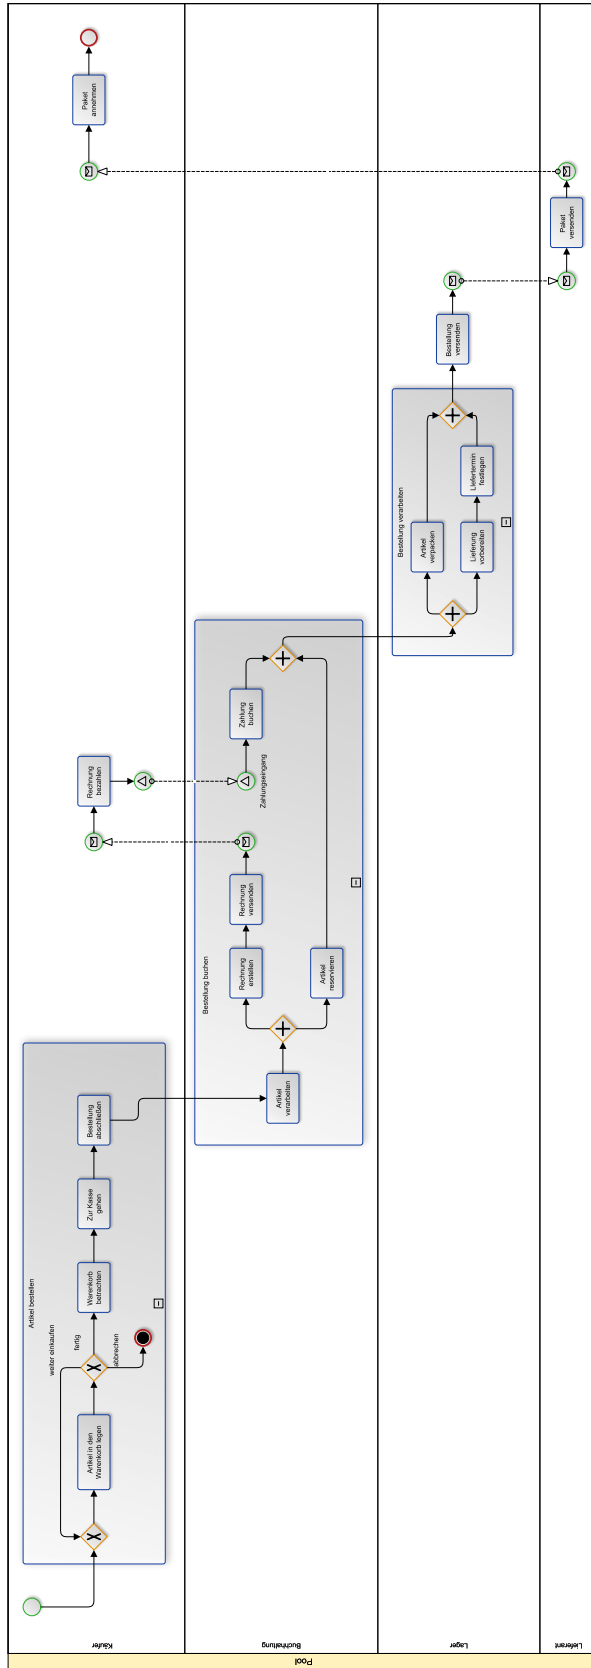 Pool
Käufer
Artikel bestellen
weiter einkaufen
fertig
abbrechen
Artikel in den
Warenkorb legen
Warenkorb
betrachten
Zur Kasse
gehen
Bestellung
abschließen
Rechnung
bezahlen
Paket
annehmen
Buchhaltung
Bestellung buchen
Artikel
verarbeiten
Rechnung
erstellen
Rechnung
versenden
Zahlungseingang
Zahlung
buchen
Artikel
reservieren
Lager
Bestellung verarbeiten
Artikel
verpacken
Lieferung
vorbereiten
Liefertermin
festlegen
Bestellung
versenden
Lieferant
Paket
versenden